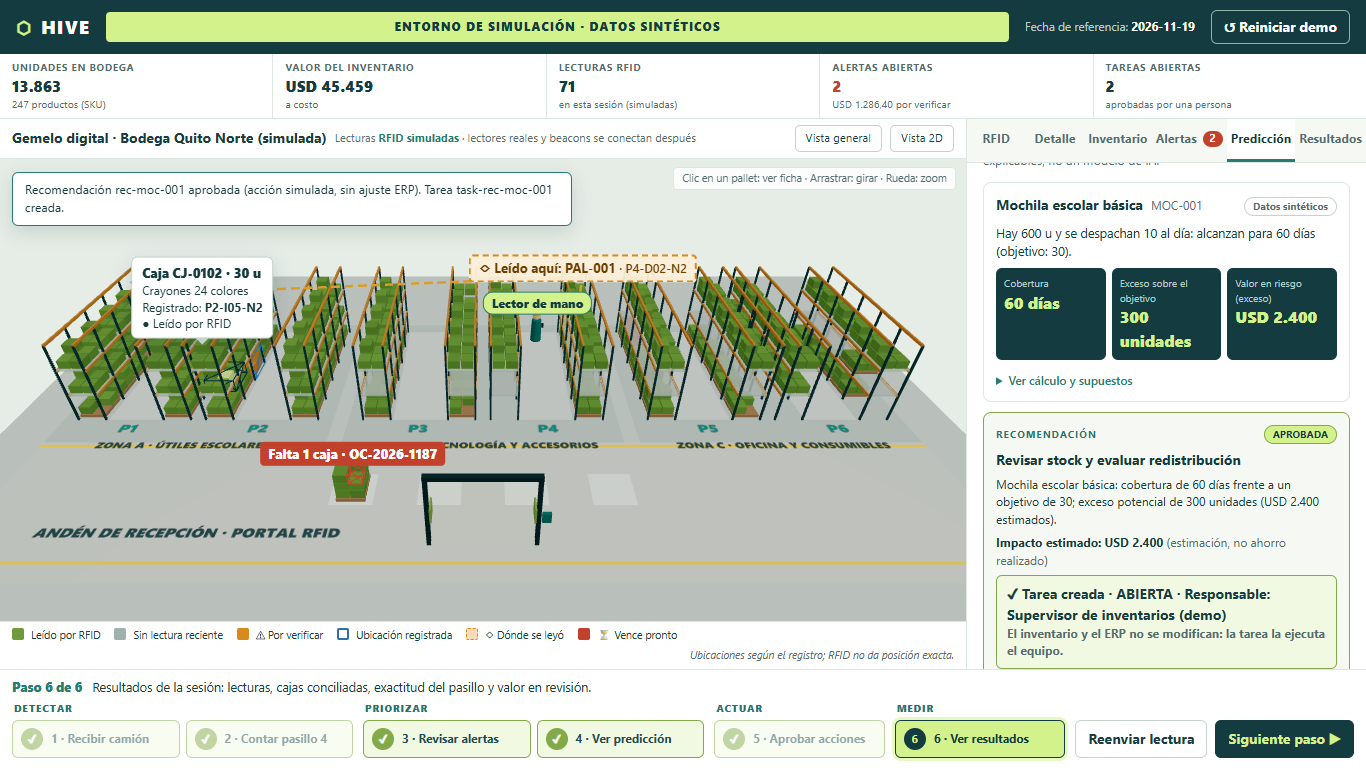 HIVE
ENTORNO DE SIMULACIÓN · DATOS SINTÉTICOS
Fecha de referencia: 2026-11-19
↺ Reiniciar demo
UNIDADES EN BODEGA
13.863
247 productos (SKU)
VALOR DEL INVENTARIO
USD 45.459
a costo
LECTURAS RFID
71
en esta sesión (simuladas)
ALERTAS ABIERTAS
2
USD 1.286,40 por verificar
TAREAS ABIERTAS
2
aprobadas por una persona
Gemelo digital · Bodega Quito Norte (simulada)
Lecturas RFID simuladas · lectores reales y beacons se conectan después
Vista general
Vista 2D
Recomendación rec-moc-001 aprobada (acción simulada, sin ajuste ERP). Tarea task-rec-moc-001
creada.
Clic en un pallet: ver ficha · Arrastrar: girar · Rueda: zoom
Caja CJ-0102 · 30 u
Crayones 24 colores
Registrado: P2-I05-N2
● Leído por RFID
◇ Leído aquí: PAL-001 · P4-D02-N2
Lector de mano
P1
P2
P3
P4
P5
P6
ZONA A · ÚTILES ESCOLARE
CNOLOGÍA Y ACCESORIOS
ZONA C · OFICINA Y CONSUMIBLES
Falta 1 caja · OC-2026-1187
ANDÉN DE RECEPCIÓN · PORTAL RFID
Leído por RFID
Sin lectura reciente
⚠ Por verificar
Ubicación registrada
◇ Dónde se leyó
⏳ Vence pronto
Ubicaciones según el registro; RFID no da posición exacta.
RFID
Detalle
Inventario
Alertas 2
Predicción
Resultados
Mochila escolar básica MOC-001
Datos sintéticos
Hay 600 u y se despachan 10 al día: alcanzan para 60 días
(objetivo: 30).
Cobertura
60 días
Exceso sobre el
objetivo
300
unidades
Valor en riesgo
(exceso)
USD 2.400
▶ Ver cálculo y supuestos
RECOMENDACIÓN
APROBADA
Revisar stock y evaluar redistribución
Mochila escolar básica: cobertura de 60 días frente a un
objetivo de 30; exceso potencial de 300 unidades (USD 2.400
estimados).
Impacto estimado: USD 2.400 (estimación, no ahorro
realizado)
✓ Tarea creada · ABIERTA · Responsable:
Supervisor de inventarios (demo)
El inventario y el ERP no se modifican: la tarea la ejecuta
el equipo.
Paso 6 de 6 Resultados de la sesión: lecturas, cajas conciliadas, exactitud del pasillo y valor en revisión.
DETECTAR
PRIORIZAR
ACTUAR
MEDIR
✓ 1 · Recibir camión
✓ 2 · Contar pasillo 4
✓ 3 · Revisar alertas
✓ 4 · Ver predicción
✓ 5 · Aprobar acciones
6 6 · Ver resultados
Reenviar lectura
Siguiente paso ▶